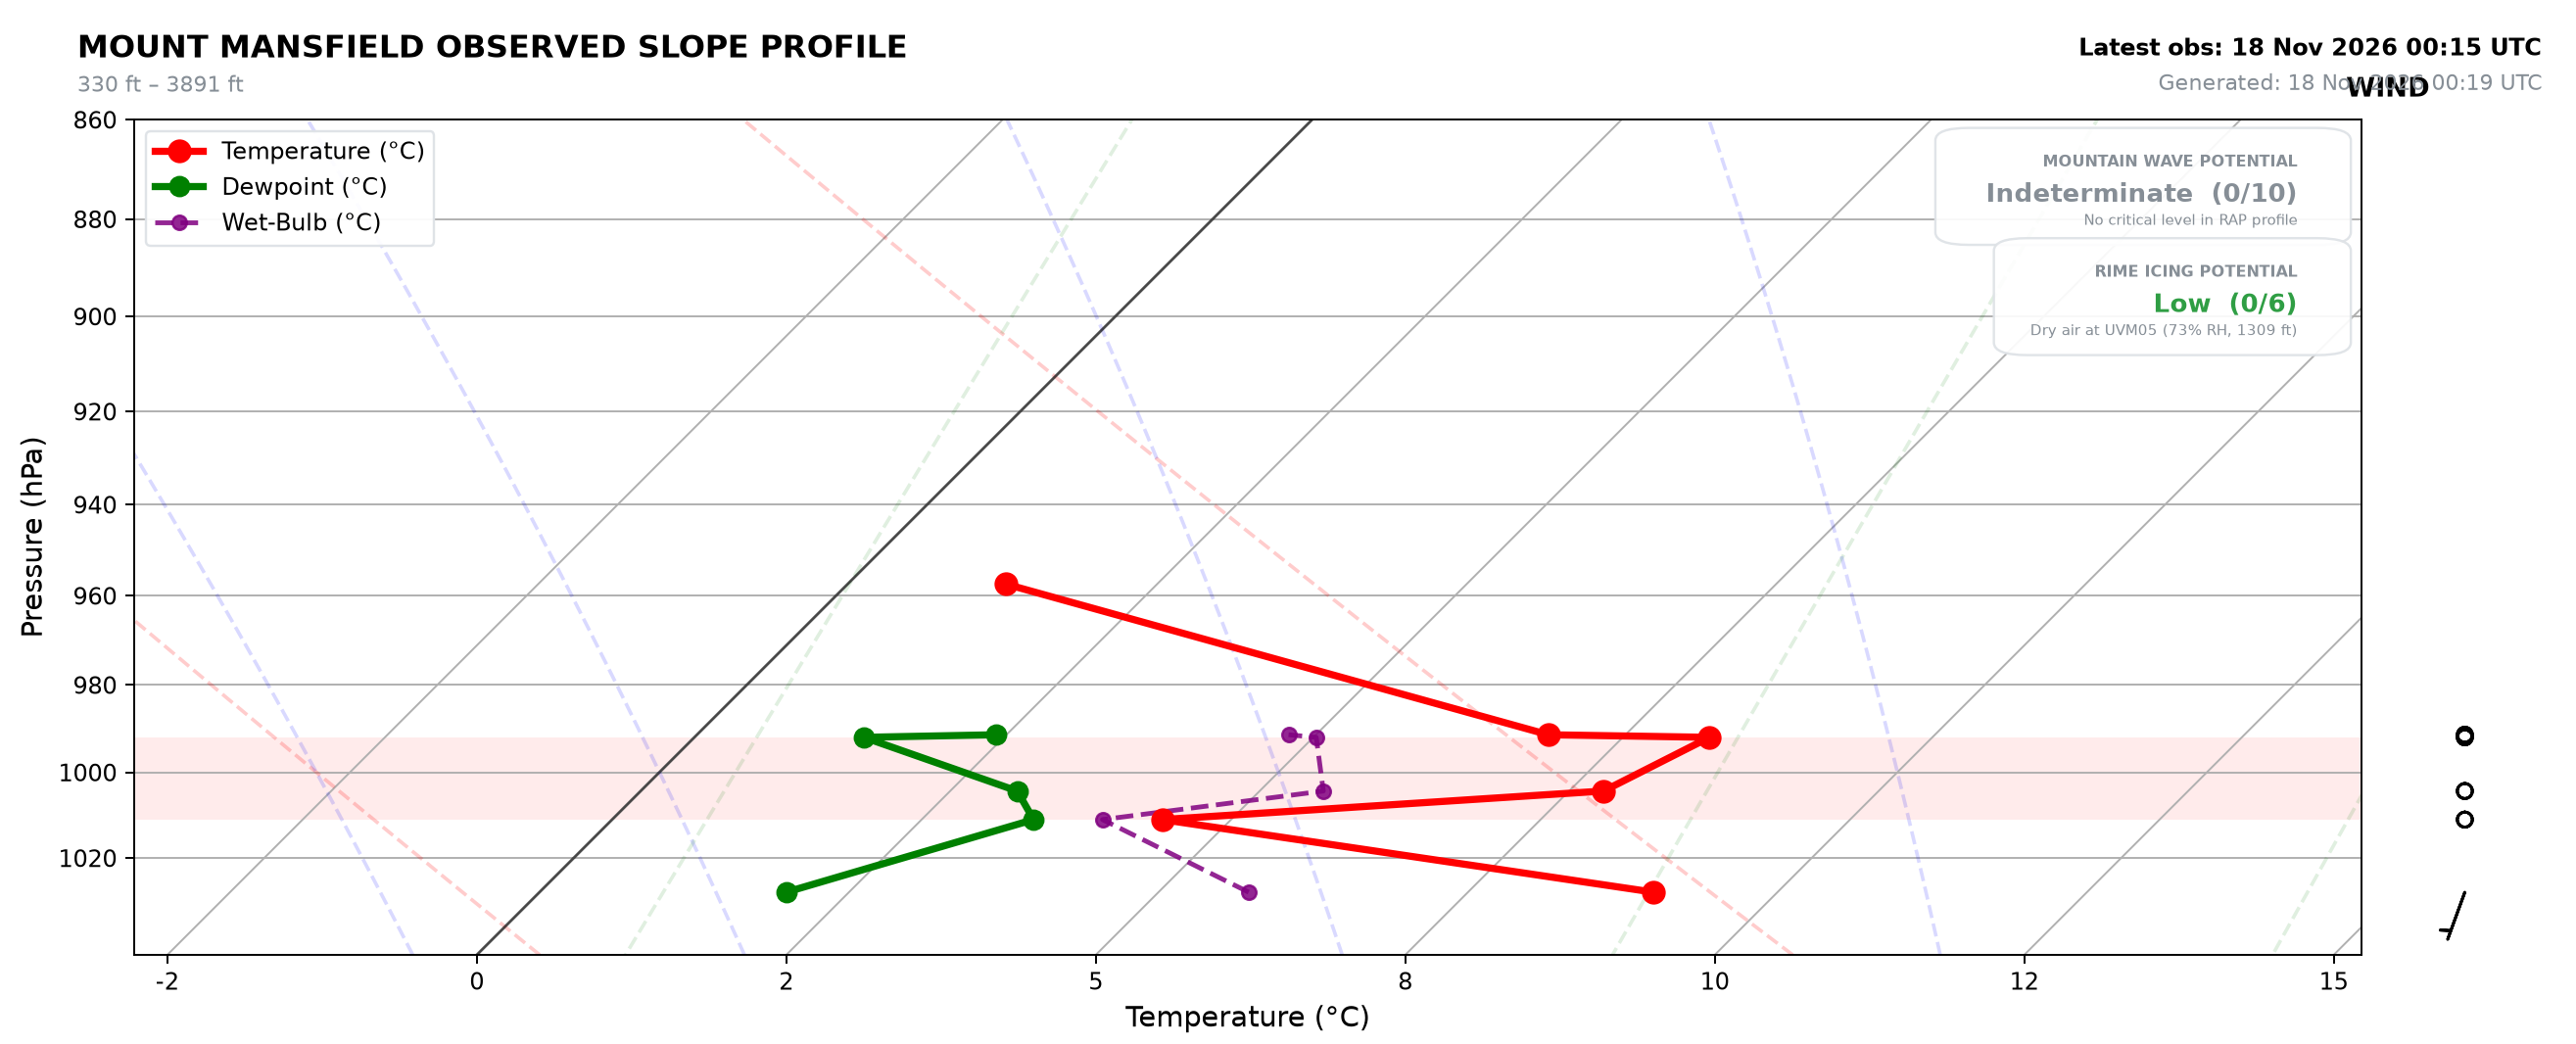 MOUNT MANSFIELD OBSERVED SLOPE PROFILE
330 ft – 3891 ft
Latest obs: 18 Nov 2026 00:15 UTC
Generated: 18 Nov 2026 00:19 UTC
WIND
Temperature (°C)
Dewpoint (°C)
Wet-Bulb (°C)
MOUNTAIN WAVE POTENTIAL
Indeterminate (0/10)
No critical level in RAP profile
RIME ICING POTENTIAL
Low (0/6)
Dry air at UVM05 (73% RH, 1309 ft)
Pressure (hPa)
860
880
900
920
940
960
980
1000
1020
-2 0 2 5 8 10 12 15
Temperature (°C)